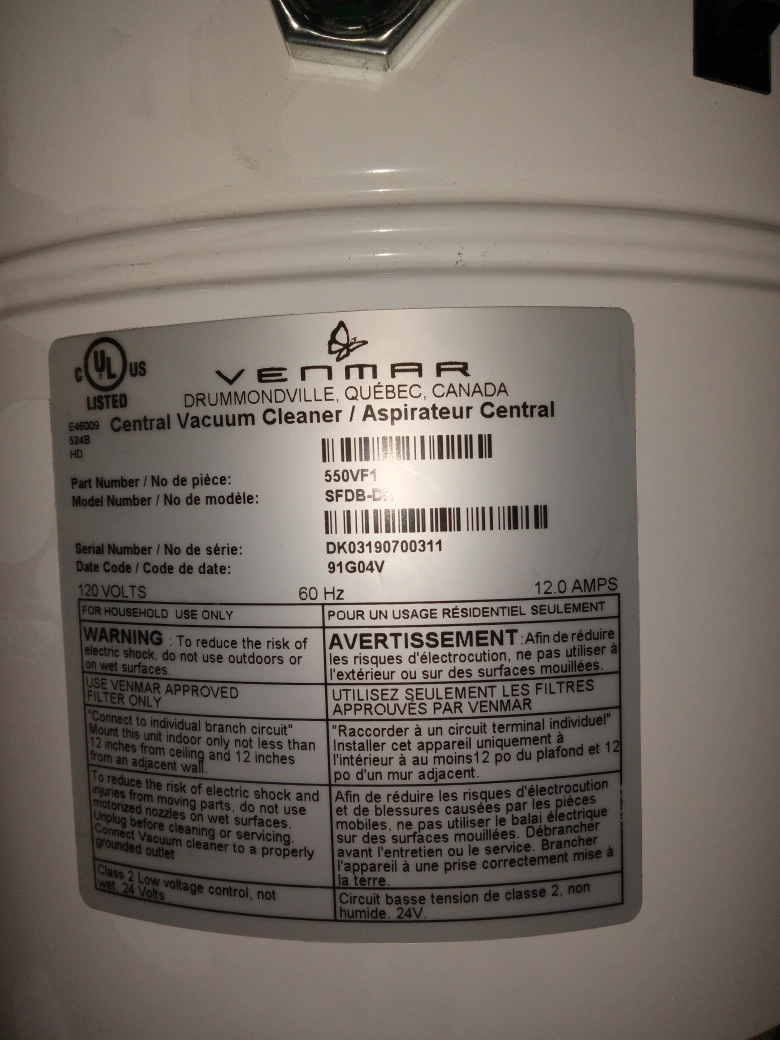 C UL US
LISTED
E46009
524B
HD
VENMAR
DRUMMONDVILLE, QUÉBEC, CANADA
Central Vacuum Cleaner / Aspirateur Central
Part Number / No de pièce: 550VF1
Model Number / No de modèle:
Serial Number / No de série: DK03190700311
Date Code / Code de date: 91G04V
120 VOLTS 60 Hz 12.0 AMPS
FOR HOUSEHOLD USE ONLY
WARNING : To reduce the risk of
electric shock, do not use outdoors or
on wet surfaces.
USE VENMAR APPROVED
FILTER ONLY
"Connect to individual branch circuit"
Mount this unit indoor only not less than
12 inches from ceiling and 12 inches
from an adjacent wall.
To reduce the risk of electric shock and
injuries from moving parts, do not use
motorized nozzles on wet surfaces.
Unplug before cleaning or servicing.
Connect Vacuum cleaner to a properly
grounded outlet
Class 2 Low voltage control, not
wet, 24 Volts
POUR UN USAGE RÉSIDENTIEL SEULEMENT
AVERTISSEMENT : Afin de réduire
les risques d'électrocution, ne pas utiliser à
l'extérieur ou sur des surfaces mouillées.
UTILISEZ SEULEMENT LES FILTRES
APPROUVÉS PAR VENMAR
"Raccorder à un circuit terminal individuel"
Installer cet appareil uniquement à
l'intérieur à au moins12 po du plafond et 12
po d'un mur adjacent.
Afin de réduire les risques d'électrocution
et de blessures causées par les pièces
mobiles, ne pas utiliser le balai électrique
sur des surfaces mouillées. Débrancher
avant l'entretien ou le service. Brancher
l'appareil à une prise correctement mise à
la terre.
Circuit basse tension de classe 2, non
humide. 24V.